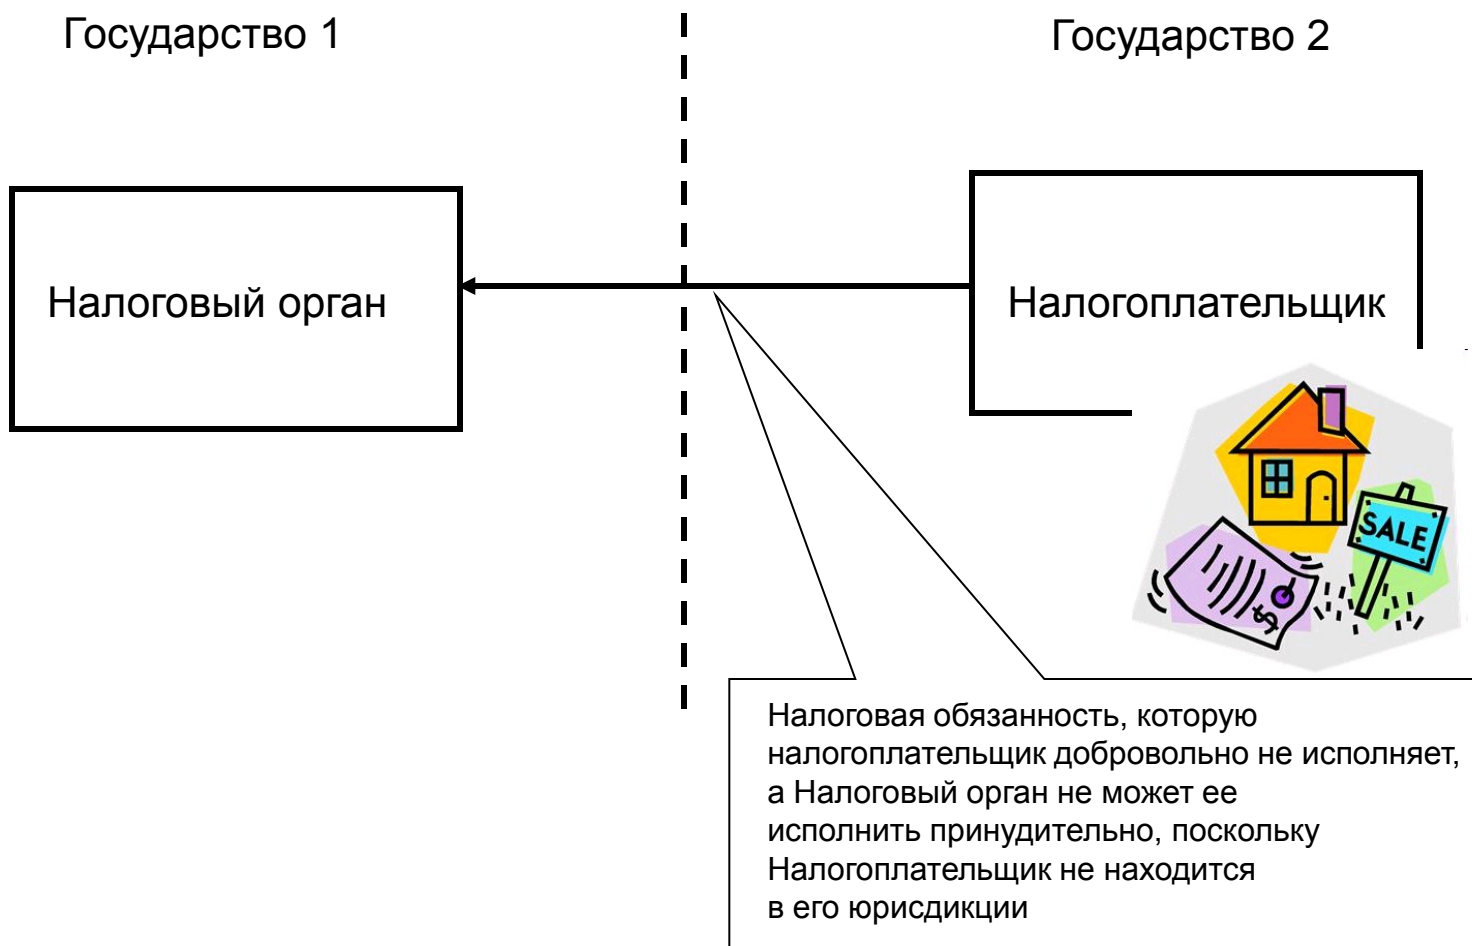 Государство 1
Государство 2
Налоговый орган
Налогоплательщик
SALE
$
Налоговая обязанность, которую
налогоплательщик добровольно не исполняет,
а Налоговый орган не может ее
исполнить принудительно, поскольку
Налогоплательщик не находится
в его юрисдикции